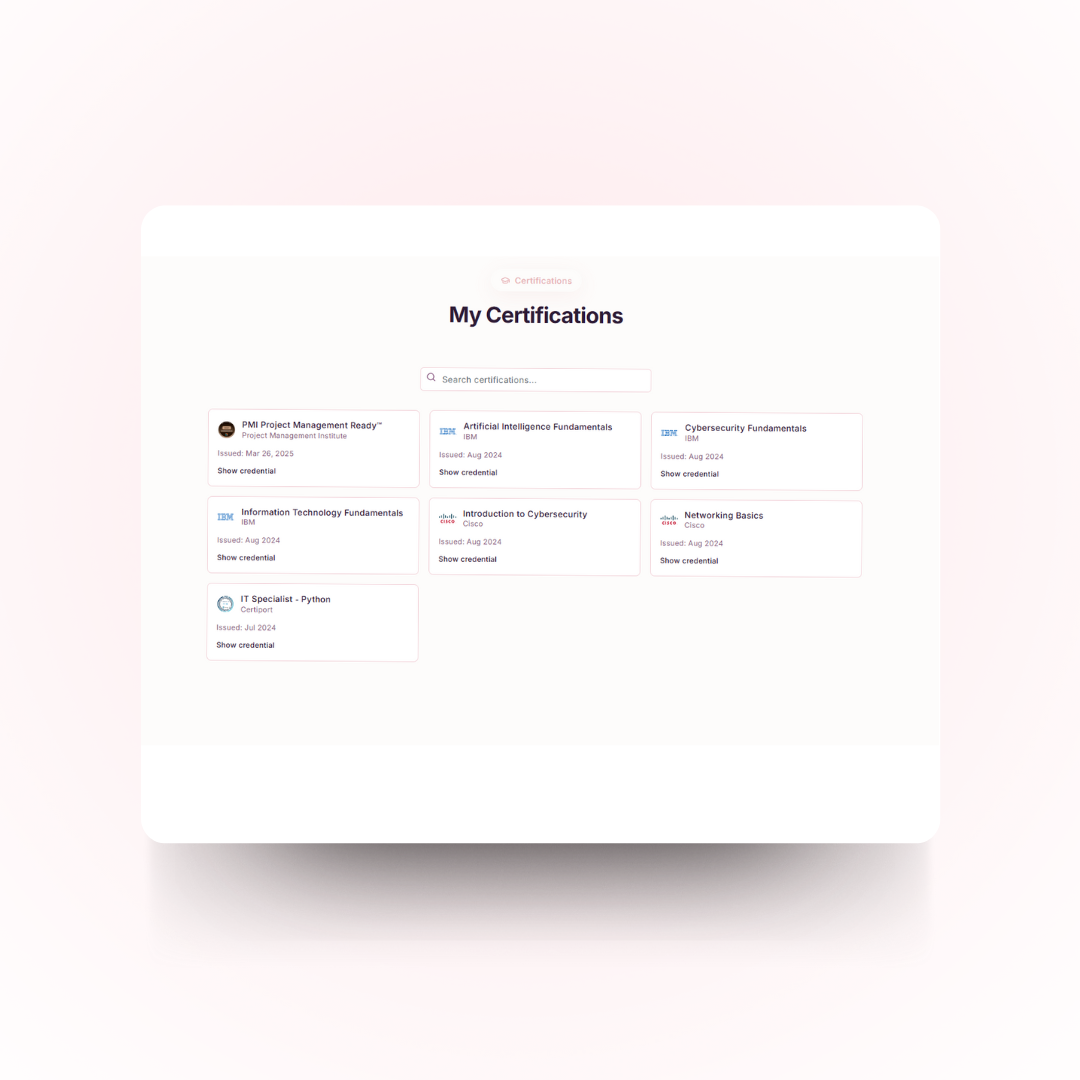 Certifications
My Certifications
Search certifications...
PMI Project Management Ready™
Project Management Institute
Issued: Mar 26, 2025
Show credential
IBM
Artificial Intelligence Fundamentals
IBM
Issued: Aug 2024
Show credential
IBM
Cybersecurity Fundamentals
IBM
Issued: Aug 2024
Show credential
IBM
Information Technology Fundamentals
IBM
Issued: Aug 2024
Show credential
CISCO
Introduction to Cybersecurity
Cisco
Issued: Aug 2024
Show credential
CISCO
Networking Basics
Cisco
Issued: Aug 2024
Show credential
IT Specialist - Python
Certiport
Issued: Jul 2024
Show credential